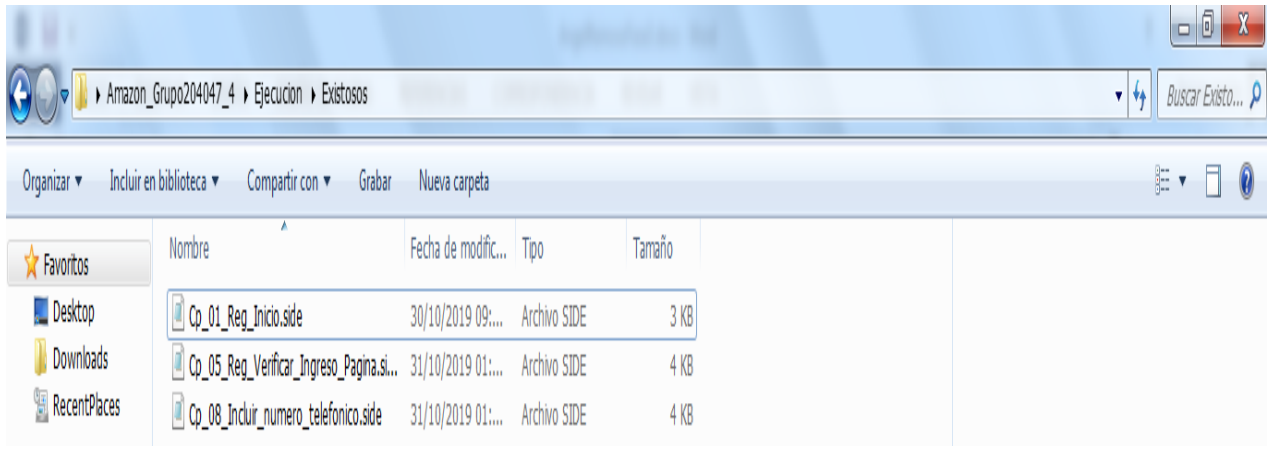 Amazon_Grupo204047_4 ▸ Ejecucion ▸ Existosos
Buscar Existo...
Organizar ▾ Incluir en biblioteca ▾ Compartir con ▾ Grabar Nueva carpeta
Favoritos
Desktop
Downloads
RecentPlaces
Nombre Fecha de modific... Tipo Tamaño
Cp_01_Reg_Inicio.side 30/10/2019 09:... Archivo SIDE 3 KB
Cp_05_Reg_Verificar_Ingreso_Pagina.si... 31/10/2019 01:... Archivo SIDE 4 KB
Cp_08_Incluir_numero_telefonico.side 31/10/2019 01:... Archivo SIDE 4 KB